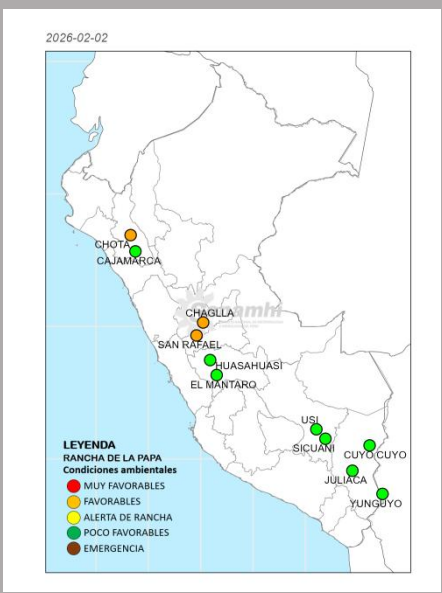 2026-02-02
CHOTA
CAJAMARCA
CHAGLLA
senamhi
SAN RAFAEL
HUASAHUASI
EL MANTARO
USI
SICUANI
CUYO CUYO
JULIACA
YUNGUYO
LEYENDA
RANCHA DE LA PAPA
Condiciones ambientales
MUY FAVORABLES
FAVORABLES
ALERTA DE RANCHA
POCO FAVORABLES
EMERGENCIA